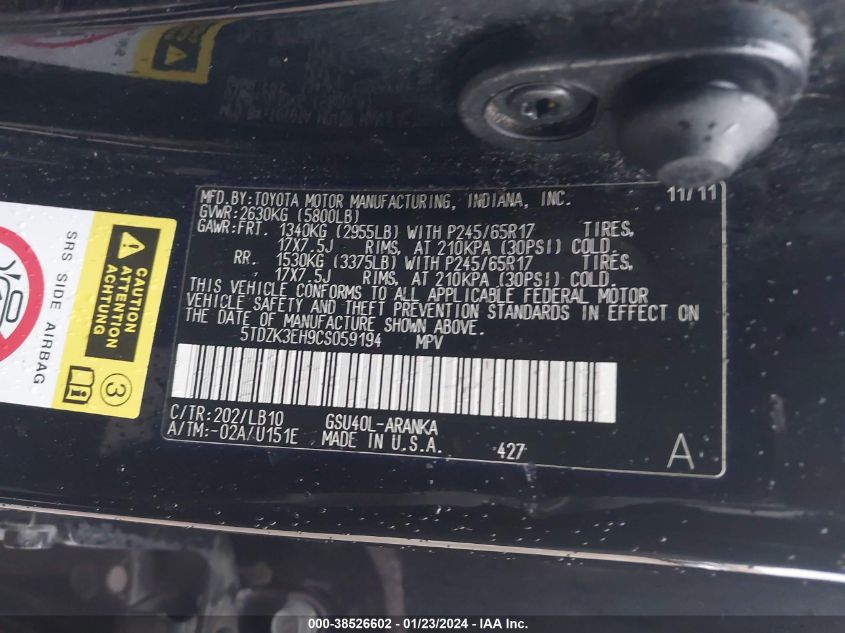 MFD.BY: TOYOTA MOTOR MANUFACTURING, INDIANA, INC. 11/11
GVWR: 2630KG (5800LB)
GAWR: FRT. 1340KG (2955LB) WITH P245/65R17 TIRES,
17X7.5J RIMS, AT 210KPA (30PSI) COLD.
RR. 1530KG (3375LB) WITH P245/65R17 TIRES,
17X7.5J RIMS, AT 210KPA (30PSI) COLD.
THIS VEHICLE CONFORMS TO ALL APPLICABLE FEDERAL MOTOR
VEHICLE SAFETY AND THEFT PREVENTION STANDARDS IN EFFECT ON
THE DATE OF MANUFACTURE SHOWN ABOVE.
5TDZK3EH9CS059194 MPV
C/TR: 202/LB10 GSU40L-ARANKA
A/TM: -02A/U151E MADE IN U.S.A. 427 A
SRS SIDE AIRBAG
CAUTION
ATTENTION
ACHTUNG
3
000-38526602 - 01/23/2024 - IAA Inc.